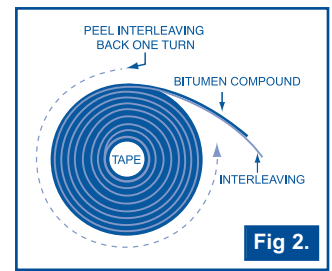 PEEL INTERLEAVING
BACK ONE TURN
BITUMEN COMPOUND
TAPE
INTERLEAVING
Fig 2.